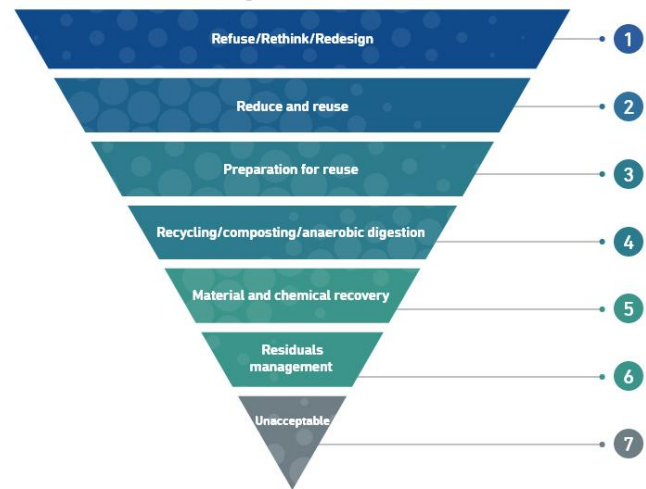 Refuse/Rethink/Redesign
1
Reduce and reuse
2
Preparation for reuse
3
Recycling/composting/anaerobic digestion
4
Material and chemical recovery
5
Residuals
management
6
Unacceptable
7